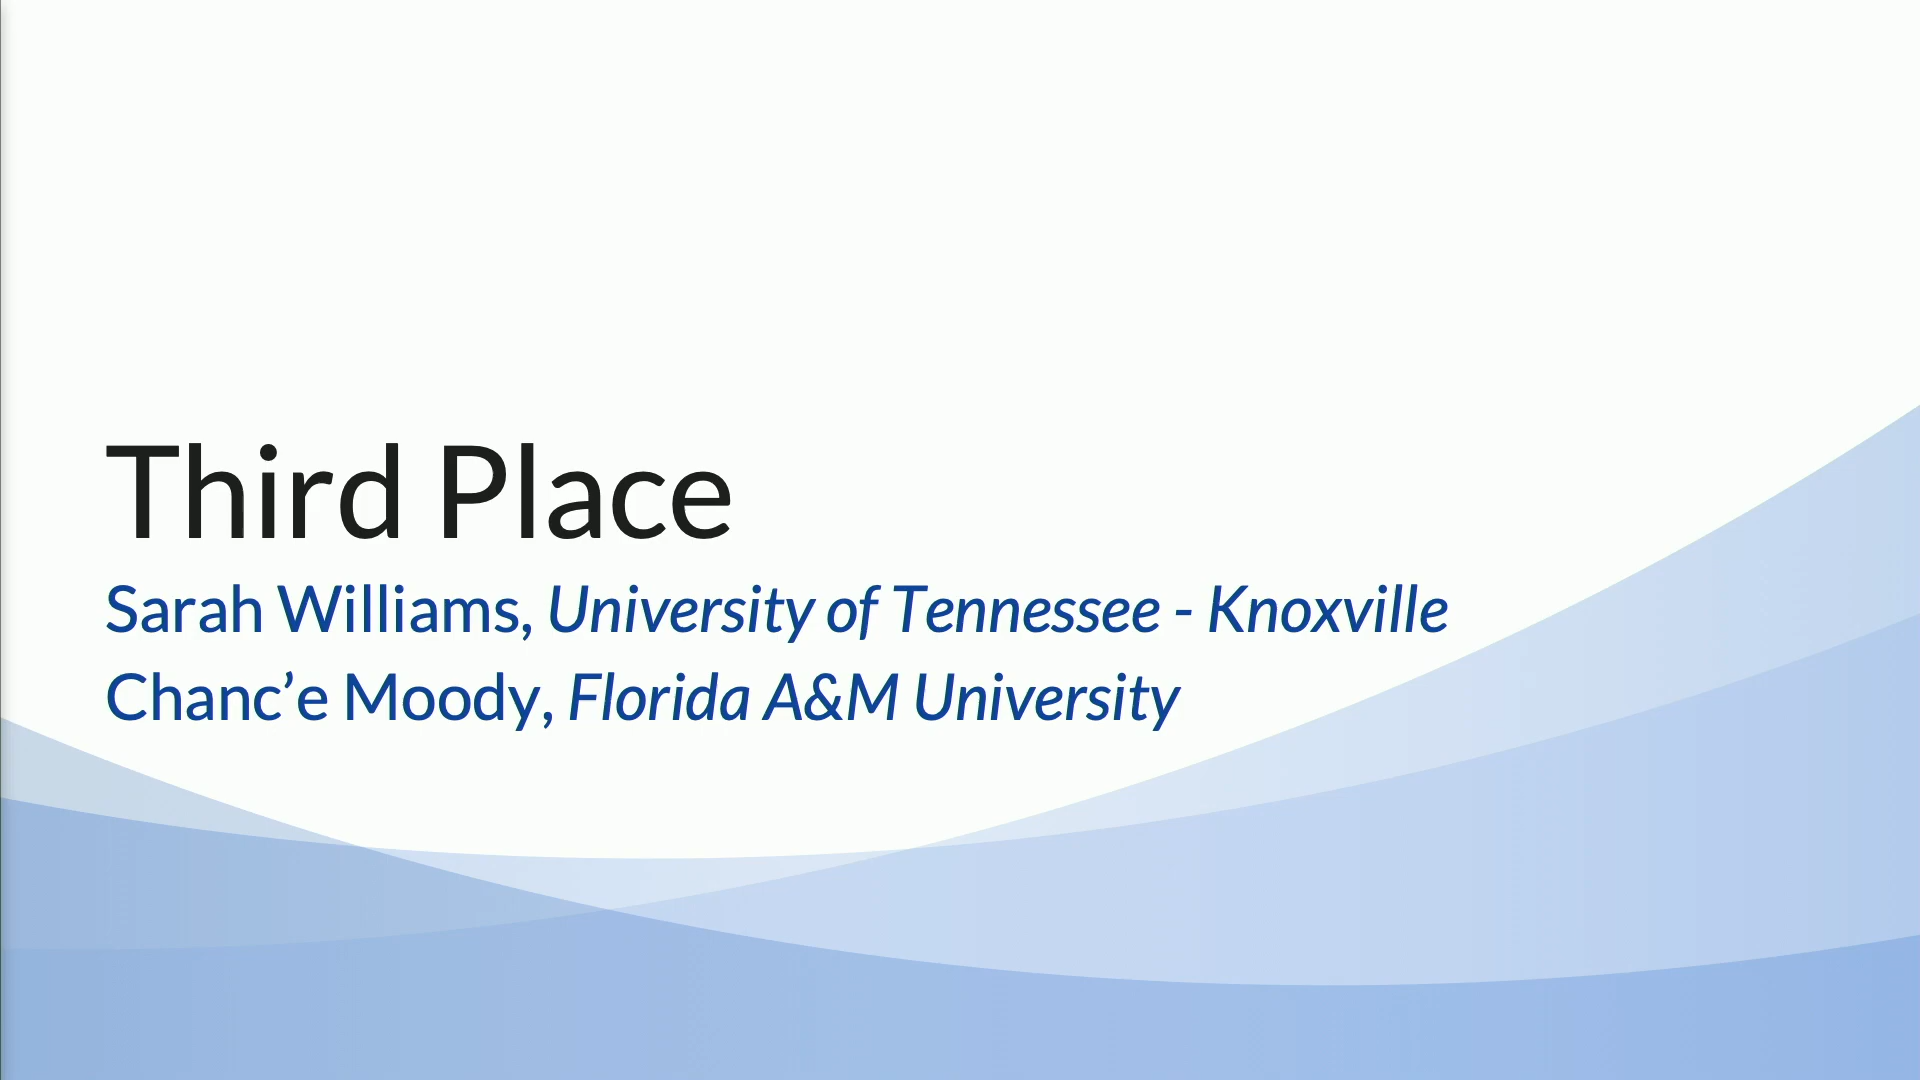 Third Place
Sarah Williams, University of Tennessee - Knoxville
Chanc’e Moody, Florida A&M University